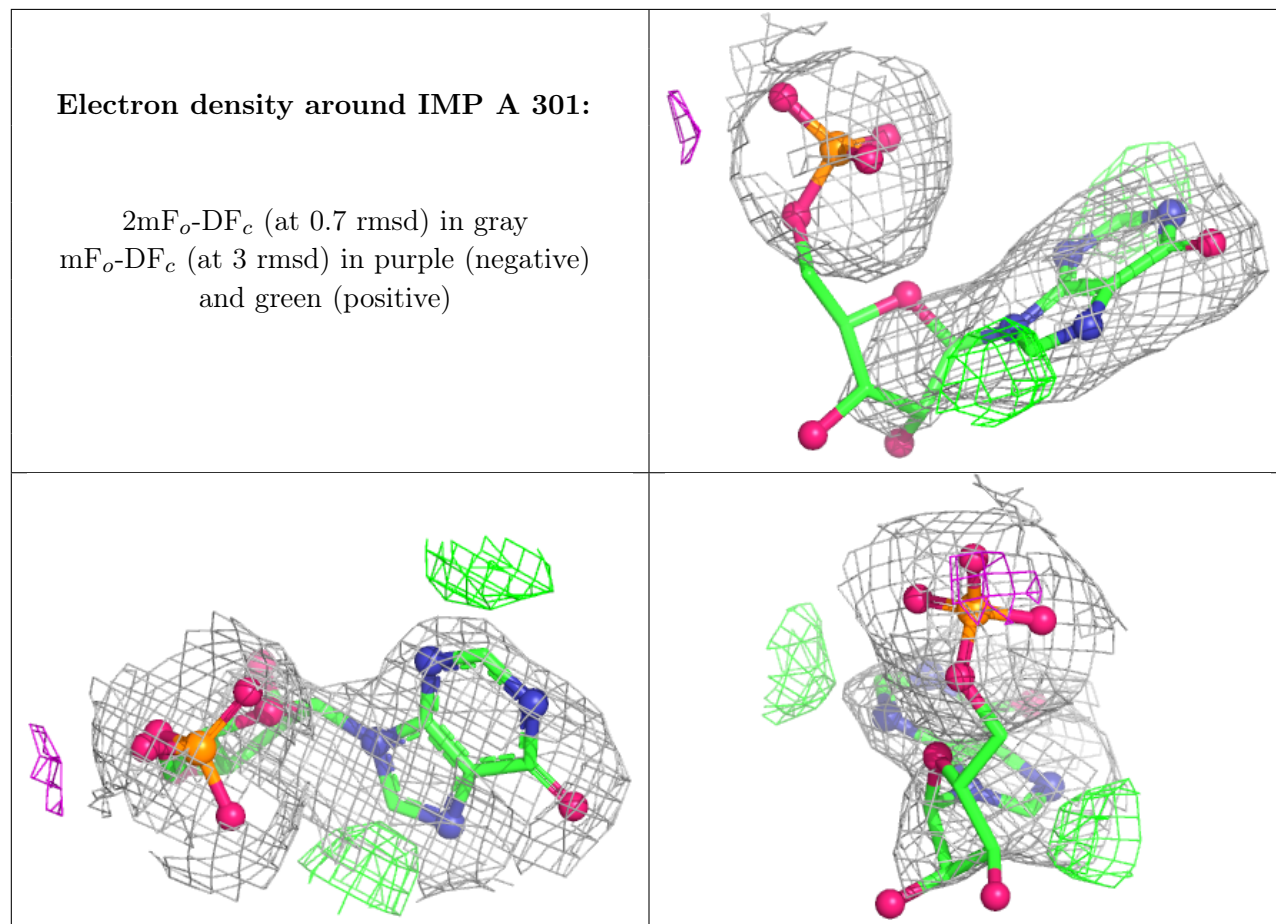 Electron density around IMP A 301:
2mFo-DFc (at 0.7 rmsd) in gray
mFo-DFc (at 3 rmsd) in purple (negative)
and green (positive)